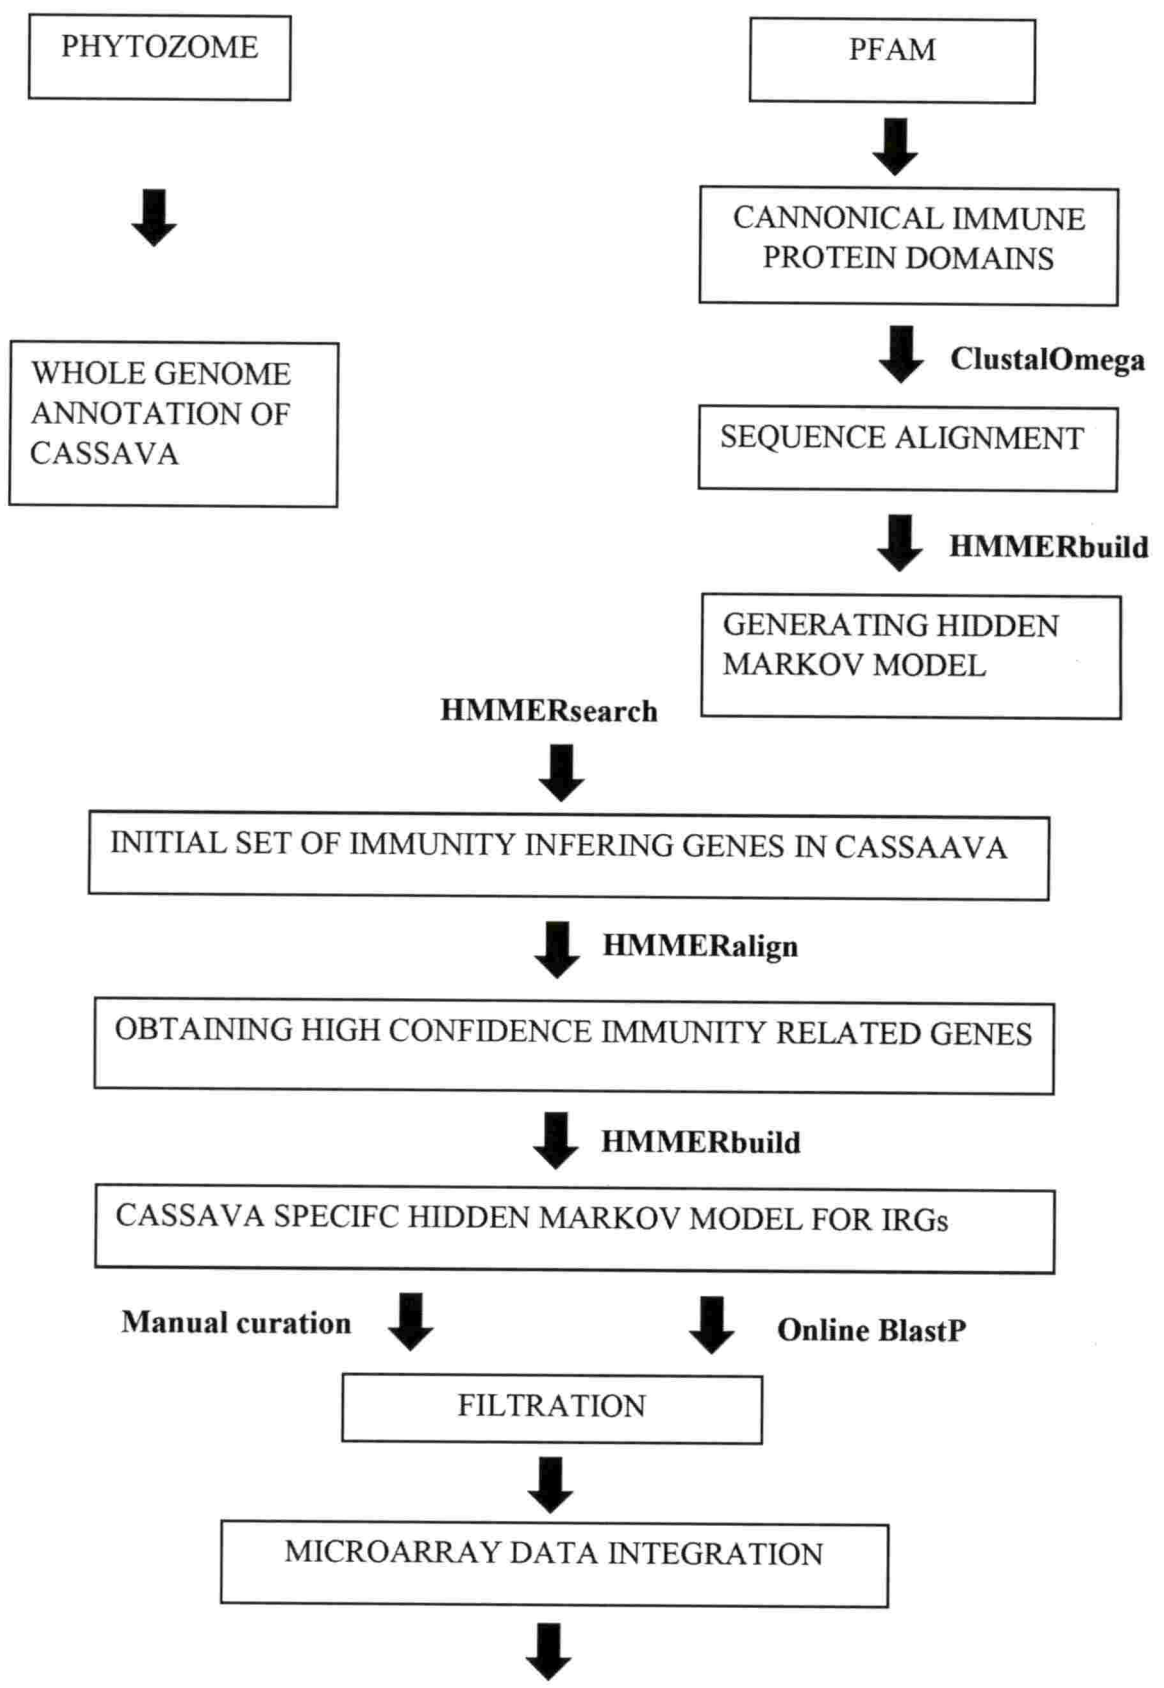 PHYTOZOME
PFAM
CANNONICAL IMMUNE
PROTEIN DOMAINS
ClustalOmega
WHOLE GENOME
ANNOTATION OF
CASSAVA
SEQUENCE ALIGNMENT
HMMERbuild
GENERATING HIDDEN
MARKOV MODEL
HMMERsearch
INITIAL SET OF IMMUNITY INFERING GENES IN CASSAAVA
HMMERalign
OBTAINING HIGH CONFIDENCE IMMUNITY RELATED GENES
HMMERbuild
CASSAVA SPECIFC HIDDEN MARKOV MODEL FOR IRGs
Manual curation
Online BlastP
FILTRATION
MICROARRAY DATA INTEGRATION